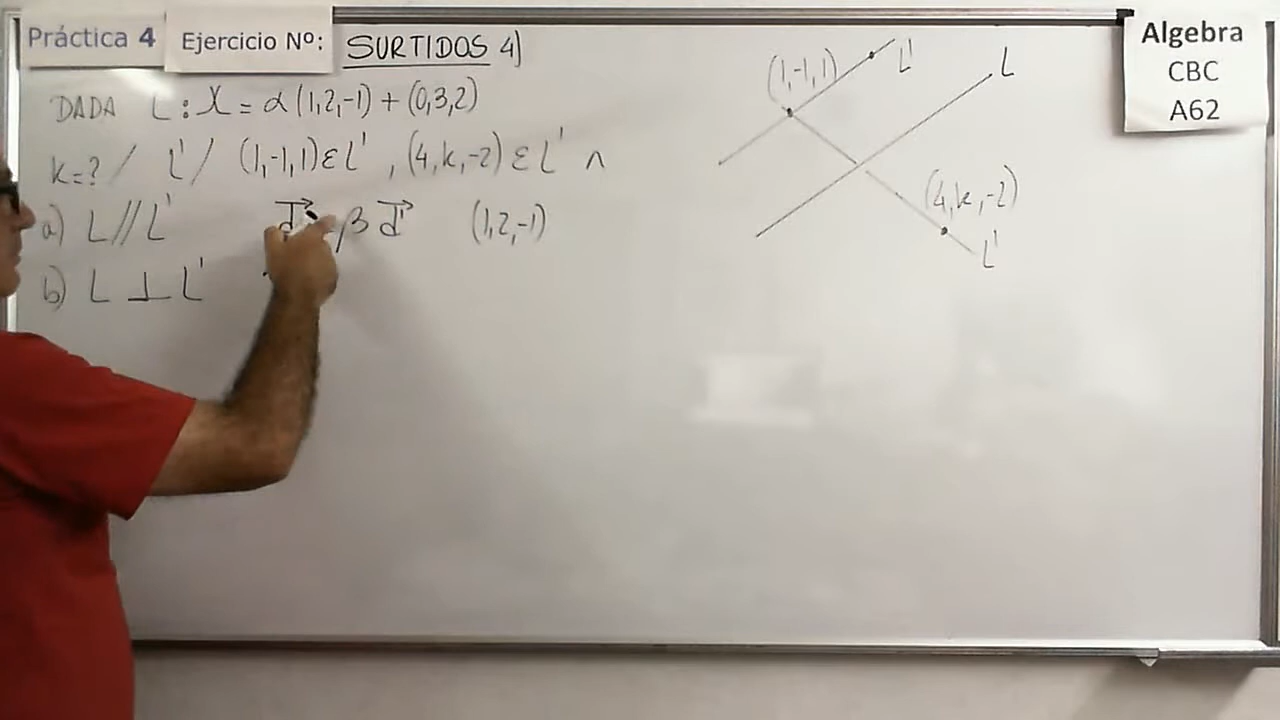 Práctica 4 Ejercicio Nº: SURTIDOS 4)
DADA L : X = α(1,2,-1) + (0,3,2)
k=? / L' / (1,-1,1) ε L' , (4,k,-2) ε L' ∧
a) L // L' d β d' (1,2,-1)
b) L ⊥ L'
(1,-1,1) L' L
(4,k,-2)
L'
Algebra
CBC
A62